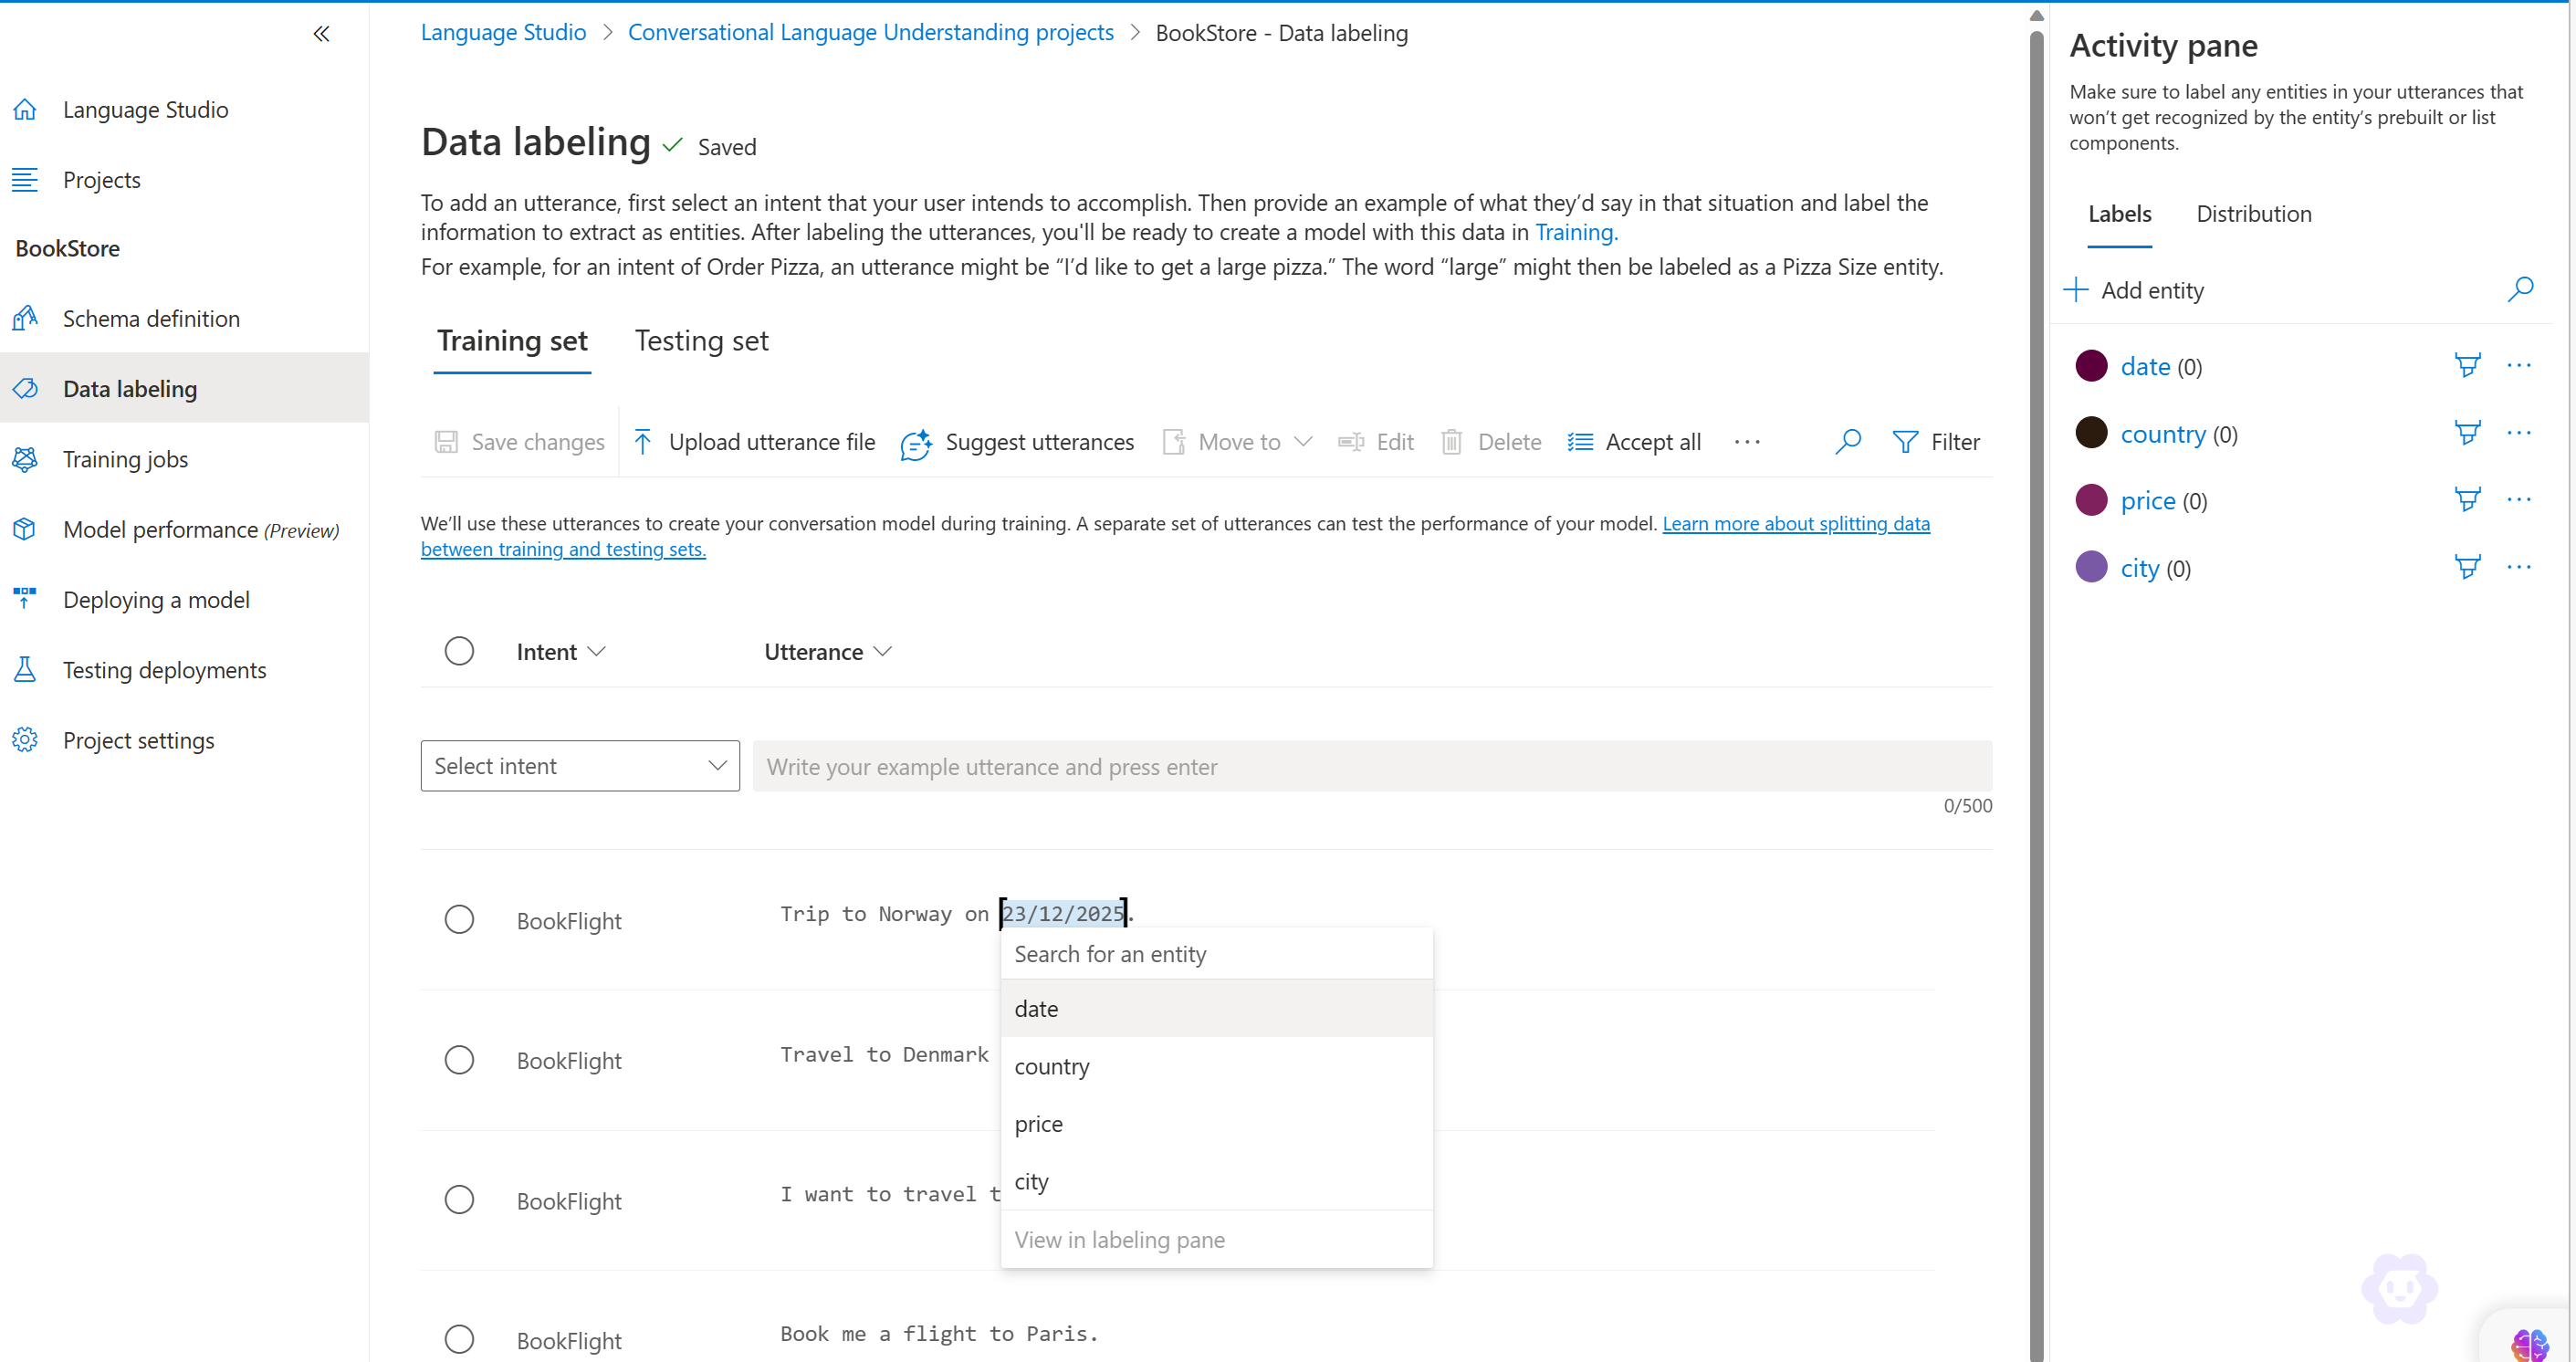 Language Studio > Conversational Language Understanding projects > BookStore - Data labeling
Language Studio
Projects
BookStore
Schema definition
Data labeling
Training jobs
Model performance (Preview)
Deploying a model
Testing deployments
Project settings
Data labeling Saved
To add an utterance, first select an intent that your user intends to accomplish. Then provide an example of what they’d say in that situation and label the
information to extract as entities. After labeling the utterances, you'll be ready to create a model with this data in Training.
For example, for an intent of Order Pizza, an utterance might be “I’d like to get a large pizza.” The word “large” might then be labeled as a Pizza Size entity.
Training set Testing set
Save changes Upload utterance file Suggest utterances Move to Edit Delete Accept all ... Filter
We’ll use these utterances to create your conversation model during training. A separate set of utterances can test the performance of your model. Learn more about splitting data
between training and testing sets.
Intent Utterance
Select intent Write your example utterance and press enter
0/500
BookFlight Trip to Norway on 23/12/2025.
Search for an entity
date
country
price
city
View in labeling pane
BookFlight Travel to Denmark
BookFlight I want to travel t
BookFlight Book me a flight to Paris.
Activity pane
Make sure to label any entities in your utterances that
won’t get recognized by the entity’s prebuilt or list
components.
Labels Distribution
Add entity
date (0)
country (0)
price (0)
city (0)